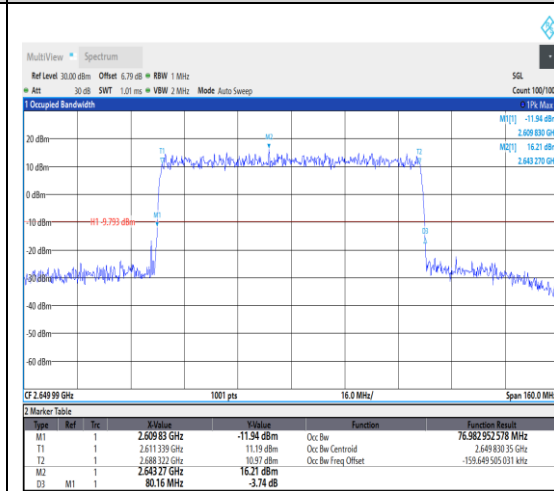 MultiView Spectrum
Ref Level 30.00 dBm Offset 6.79 dB RBW 1 MHz SGL
Att 30 dB SWT 1.01 ms VBW 2 MHz Mode Auto Sweep Count 100/100
1 Occupied Bandwidth 1Pk Max
M1[1] -11.94 dBm
2.609 830 GH
M2[1] 16.21 dBm
2.643 270 GH
20 dBm
10 dBm
0 dBm
-10 dBm
-20 dBm
-30 dBm
-40 dBm
-50 dBm
-60 dBm
T1
M2
T2
M1
D3
H1 -9.793 dBm
CF 2.649 99 GHz 1001 pts 16.0 MHz/ Span 160.0 MH
2 Marker Table
Type Ref Trc X-Value Y-Value Function Function Result
M1 1 2.609 83 GHz -11.94 dBm Occ Bw 76.982 952 578 MHz
T1 1 2.611 339 GHz 11.19 dBm Occ Bw Centroid 2.649 830 35 GHz
T2 1 2.688 322 GHz 10.97 dBm Occ Bw Freq Offset -159.649 505 031 kHz
M2 1 2.643 27 GHz 16.21 dBm
D3 M1 1 80.16 MHz -3.74 dB